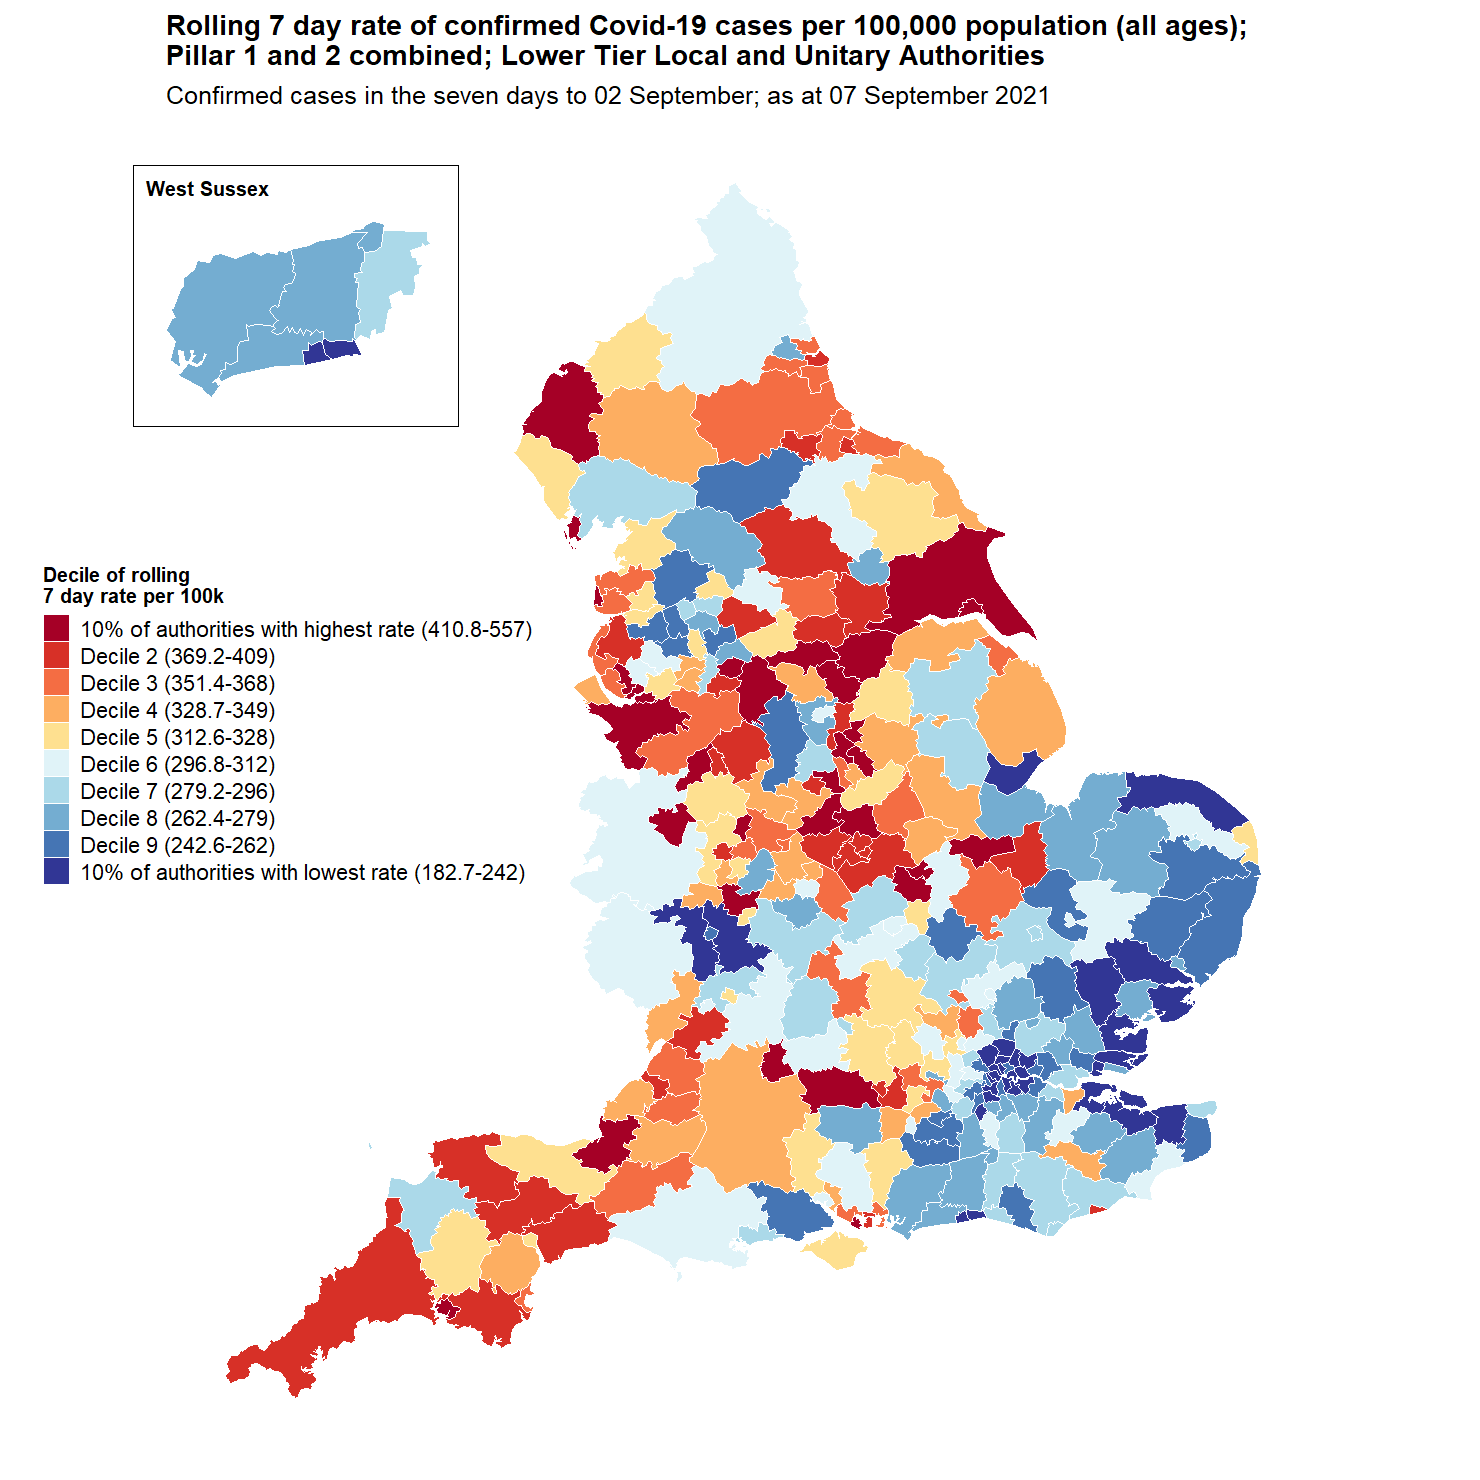 Rolling 7 day rate of confirmed Covid-19 cases per 100,000 population (all ages);
Pillar 1 and 2 combined; Lower Tier Local and Unitary Authorities
Confirmed cases in the seven days to 02 September; as at 07 September 2021
West Sussex
Decile of rolling
7 day rate per 100k
10% of authorities with highest rate (410.8-557)
Decile 2 (369.2-409)
Decile 3 (351.4-368)
Decile 4 (328.7-349)
Decile 5 (312.6-328)
Decile 6 (296.8-312)
Decile 7 (279.2-296)
Decile 8 (262.4-279)
Decile 9 (242.6-262)
10% of authorities with lowest rate (182.7-242)